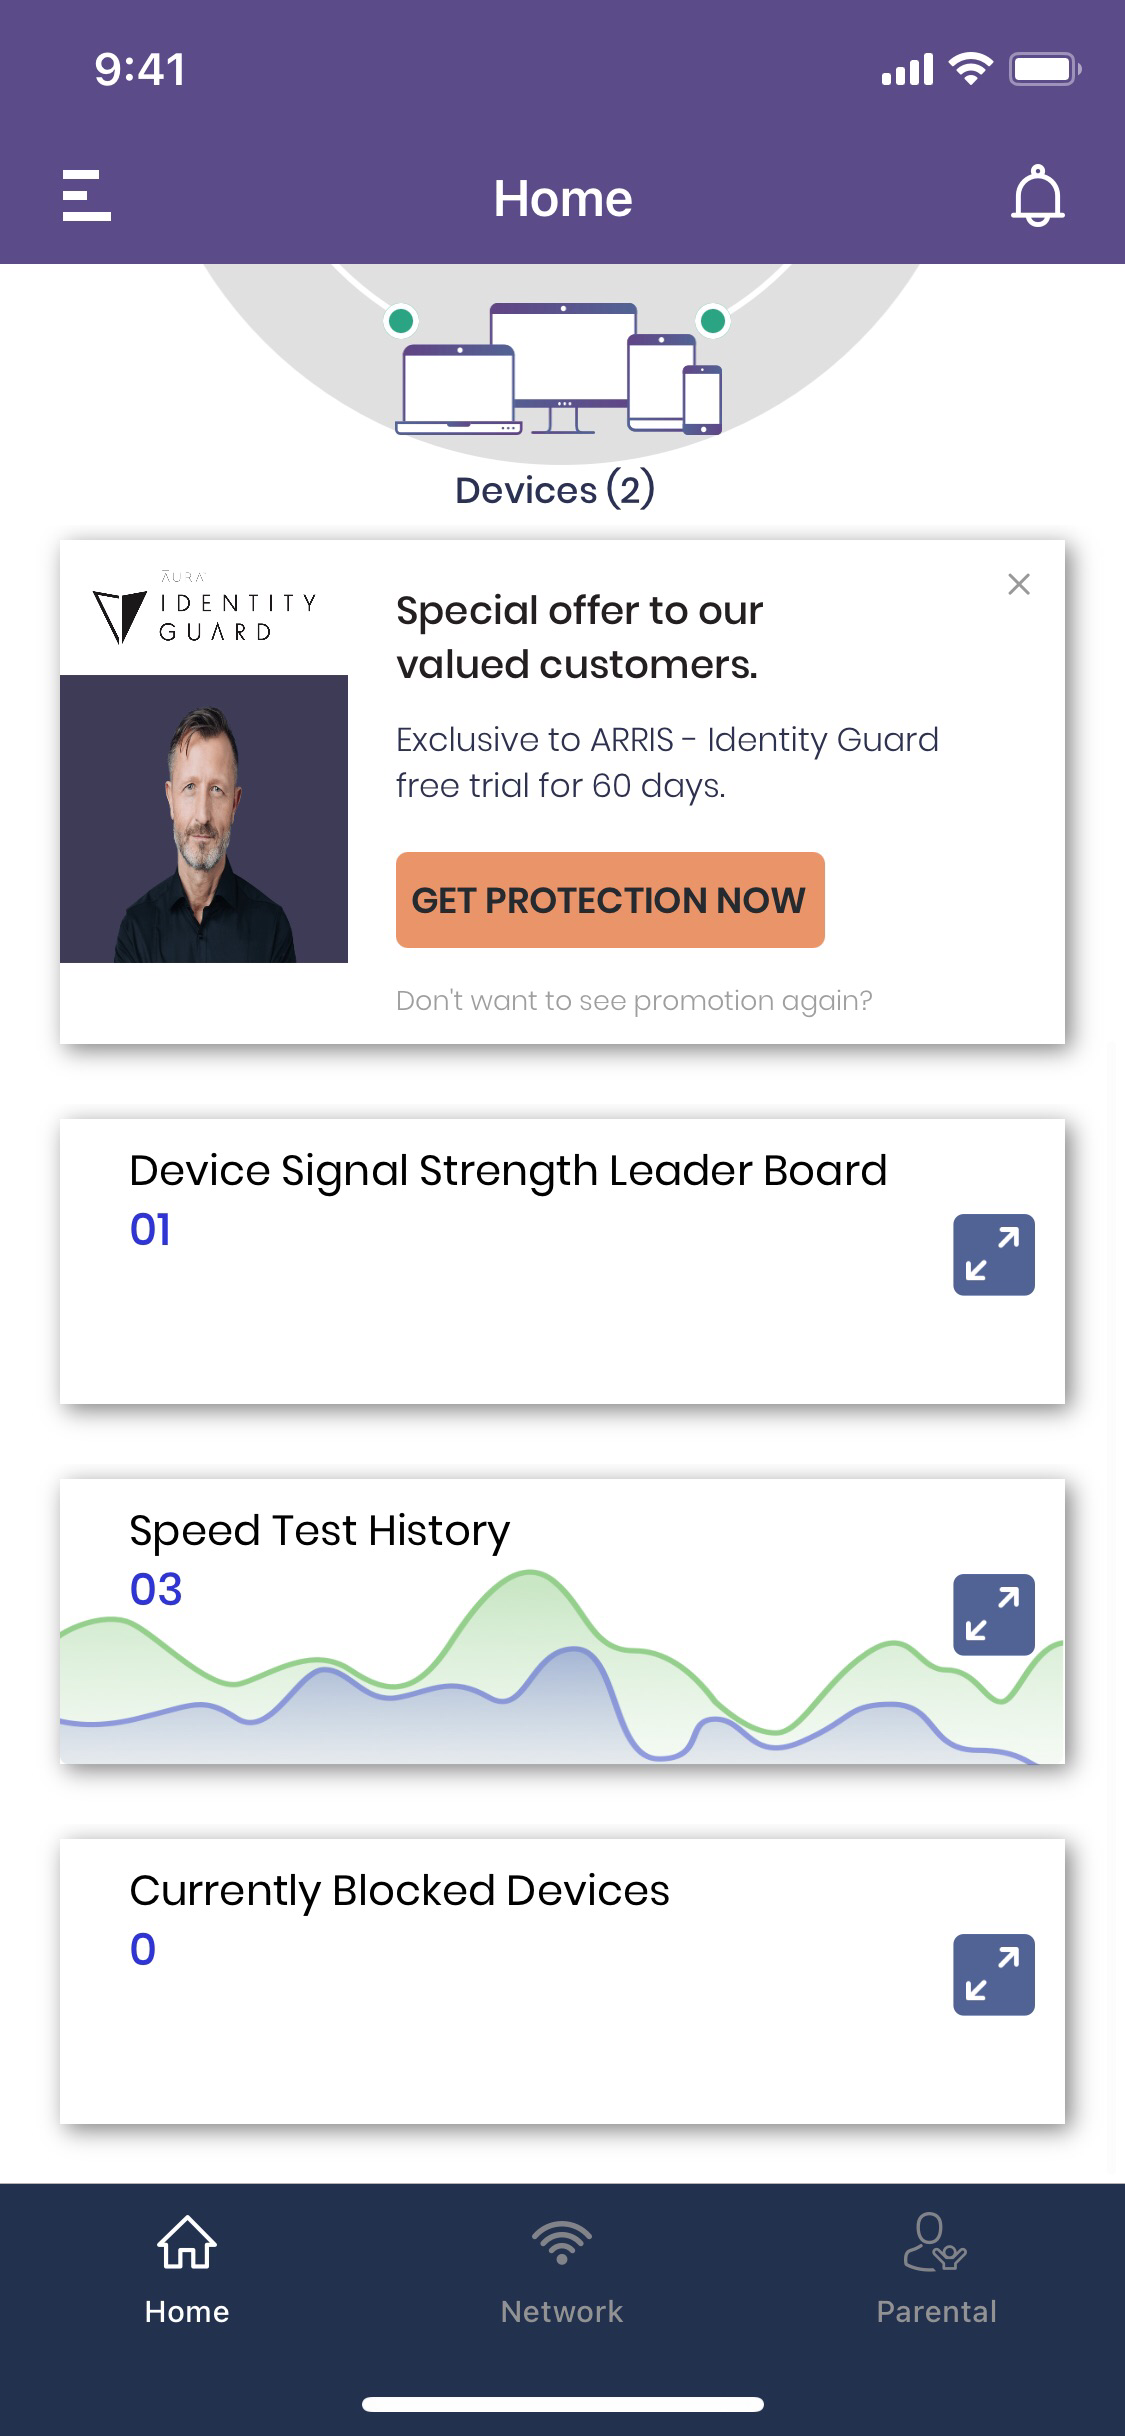 9:41
Home
Devices (2)
ĀURA
IDENTITY
GUARD
Special offer to our
valued customers.
Exclusive to ARRIS - Identity Guard
free trial for 60 days.
GET PROTECTION NOW
Don't want to see promotion again?
Device Signal Strength Leader Board
01
Speed Test History
03
Currently Blocked Devices
0
Home
Network
Parental